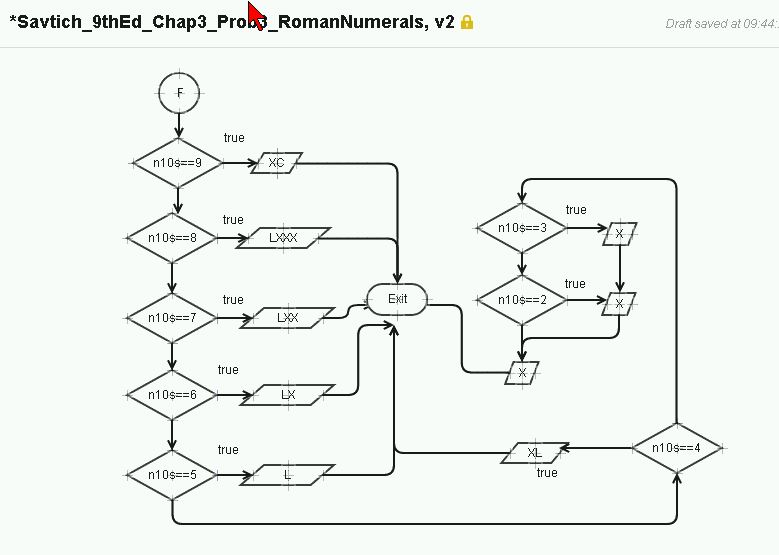 *Savtich_9thEd_Chap3_Prob3_RomanNumerals, v2
Draft saved at 09:44:
F
true
n10$==9
XC
true
n10$==8
LXXX
true
n10$==7
LXX
true
n10$==6
LX
true
n10$==5
L
Exit
true
n10$==3
X
true
n10$==2
X
X
n10$==4
XL
true